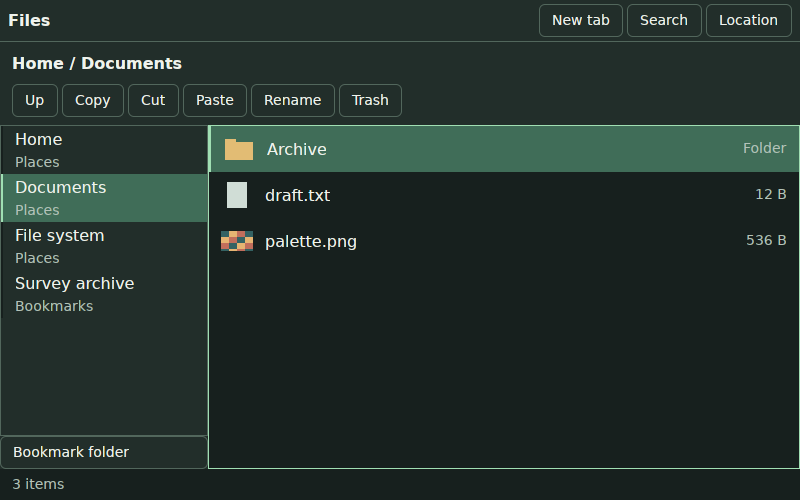 Files
New tab
Search
Location
Home / Documents
Up
Copy
Cut
Paste
Rename
Trash
Home
Places
Documents
Places
File system
Places
Survey archive
Bookmarks
Bookmark folder
Archive
Folder
draft.txt
12 B
palette.png
536 B
3 items